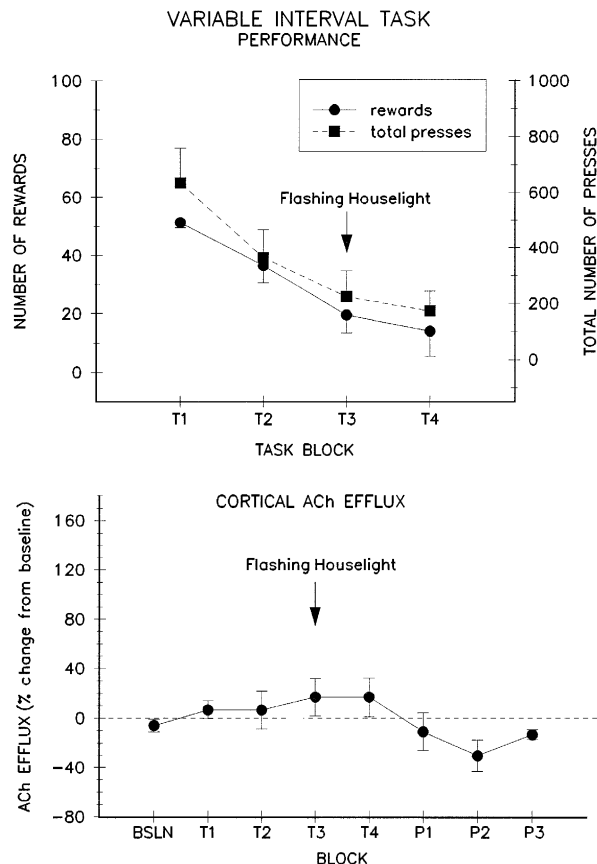 VARIABLE INTERVAL TASK
PERFORMANCE
100
80
60
40
20
0
NUMBER OF REWARDS
1000
800
600
400
200
0
TOTAL NUMBER OF PRESSES
rewards
total presses
Flashing Houselight
T1 T2 T3 T4
TASK BLOCK
CORTICAL ACh EFFLUX
160
120
80
40
0
-40
-80
ACh EFFLUX (% change from baseline)
Flashing Houselight
BSLN T1 T2 T3 T4 P1 P2 P3
BLOCK